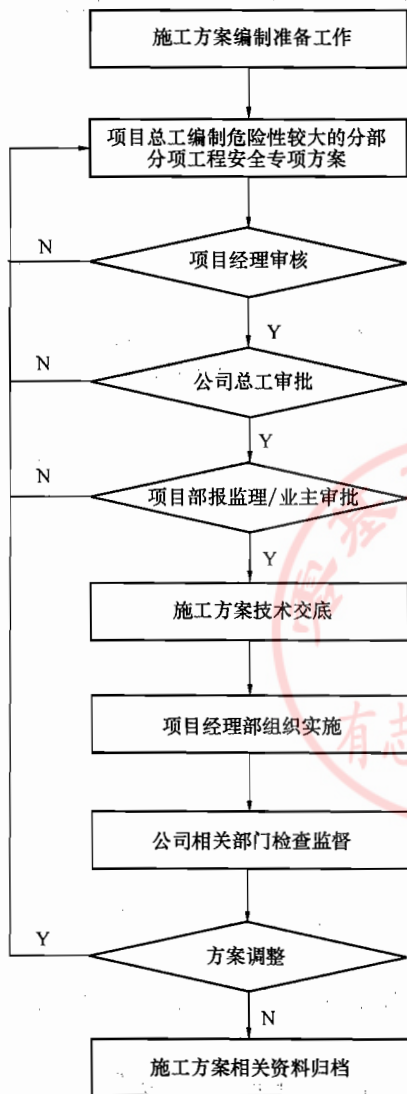 施工方案编制准备工作
项目总工编制危险性较大的分部
分项工程安全专项方案
N
项目经理审核
Y
N
公司总工审批
Y
N
项目部报监理/业主审批
Y
施工方案技术交底
项目经理部组织实施
有志
公司相关部门检查监督
Y
方案调整
N
施工方案相关资料归档